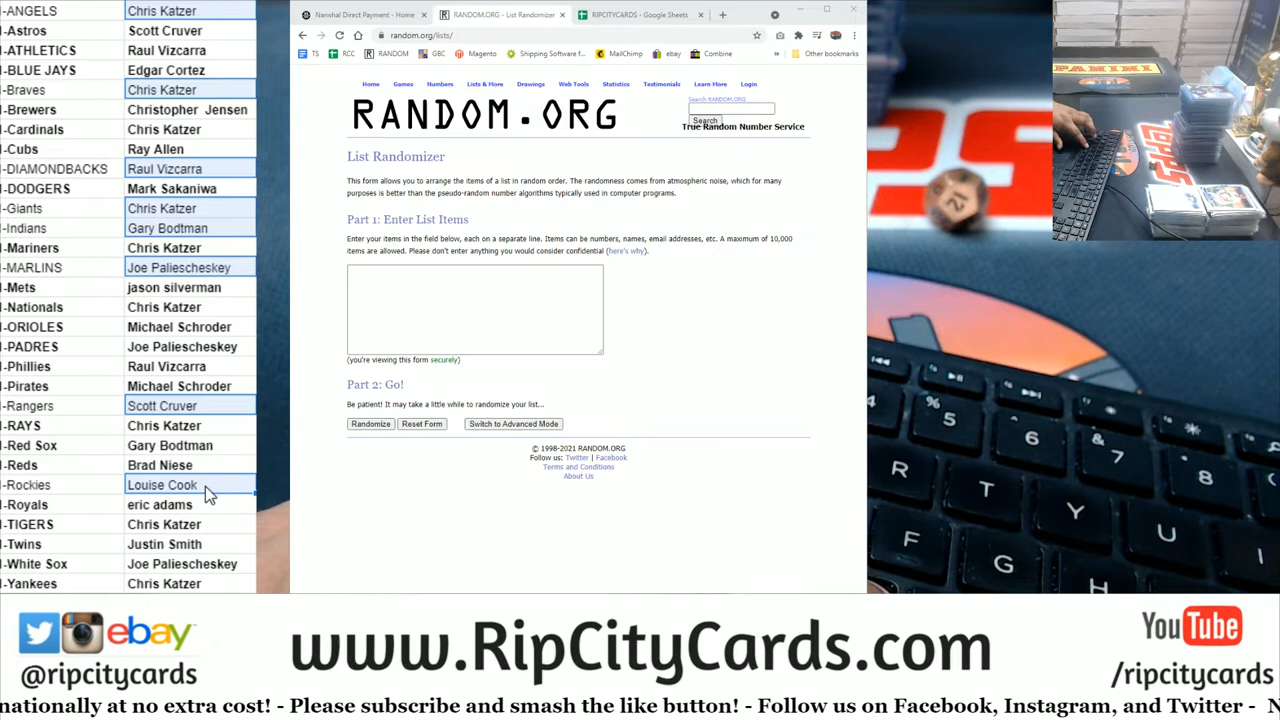 -ANGELS Chris Katzer
-Astros Scott Cruver
-ATHLETICS Raul Vizcarra
-BLUE JAYS Edgar Cortez
-Braves Chris Katzer
-Brewers Christopher Jensen
-Cardinals Chris Katzer
-Cubs Ray Allen
-DIAMONDBACKS Raul Vizcarra
-DODGERS Mark Sakaniwa
-Giants Chris Katzer
-Indians Gary Bodtman
-Mariners Chris Katzer
-MARLINS Joe Paliescheskey
-Mets jason silverman
-Nationals Chris Katzer
-ORIOLES Michael Schroder
-PADRES Joe Paliescheskey
-Phillies Raul Vizcarra
-Pirates Michael Schroder
-Rangers Scott Cruver
-RAYS Chris Katzer
-Red Sox Gary Bodtman
-Reds Brad Niese
-Rockies Louise Cook
-Royals eric adams
-TIGERS Chris Katzer
-Twins Justin Smith
-White Sox Joe Paliescheskey
-Yankees Chris Katzer
Narwhal Direct Payment - Home
RANDOM.ORG - List Randomizer
RIPCITYCARDS - Google Sheets
random.org/lists/
TS RCC RANDOM GBC Magento Shipping Software f... MailChimp ebay Combine » Other bookmarks
Home Games Numbers Lists & More Drawings Web Tools Statistics Testimonials Learn More Login
RANDOM.ORG
Search RANDOM.ORG
Search
True Random Number Service
List Randomizer
This form allows you to arrange the items of a list in random order. The randomness comes from atmospheric noise, which for many
purposes is better than the pseudo-random number algorithms typically used in computer programs.
Part 1: Enter List Items
Enter your items in the field below, each on a separate line. Items can be numbers, names, email addresses, etc. A maximum of 10,000
items are allowed. Please don't enter anything you would consider confidential (here's why).
(you're viewing this form securely)
Part 2: Go!
Be patient! It may take a little while to randomize your list...
Randomize Reset Form Switch to Advanced Mode
© 1998-2021 RANDOM.ORG
Follow us: Twitter | Facebook
Terms and Conditions
About Us
PANINI
TOPPS
12
4 % 5 ^ 6 & 7 * 8
R T Y U I
F G H
ebay
@ripcitycards
www.RipCityCards.com
YouTube
/ripcitycards
nationally at no extra cost! - Please subscribe and smash the like button! - Follow us on Facebook, Instagram, and Twitter - N